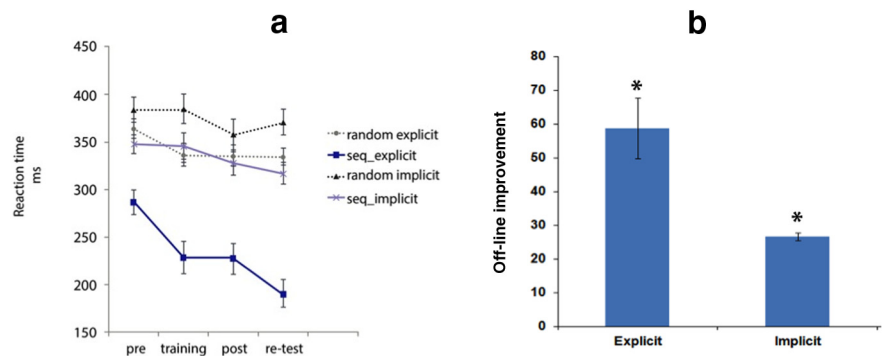 a
450
400
350
300
250
200
150
Reaction time
ms
pre training post re-test
random explicit
seq_explicit
random implicit
seq_implicit
b
80
70
60
50
40
30
20
10
0
Off-line improvement
*
*
Explicit Implicit